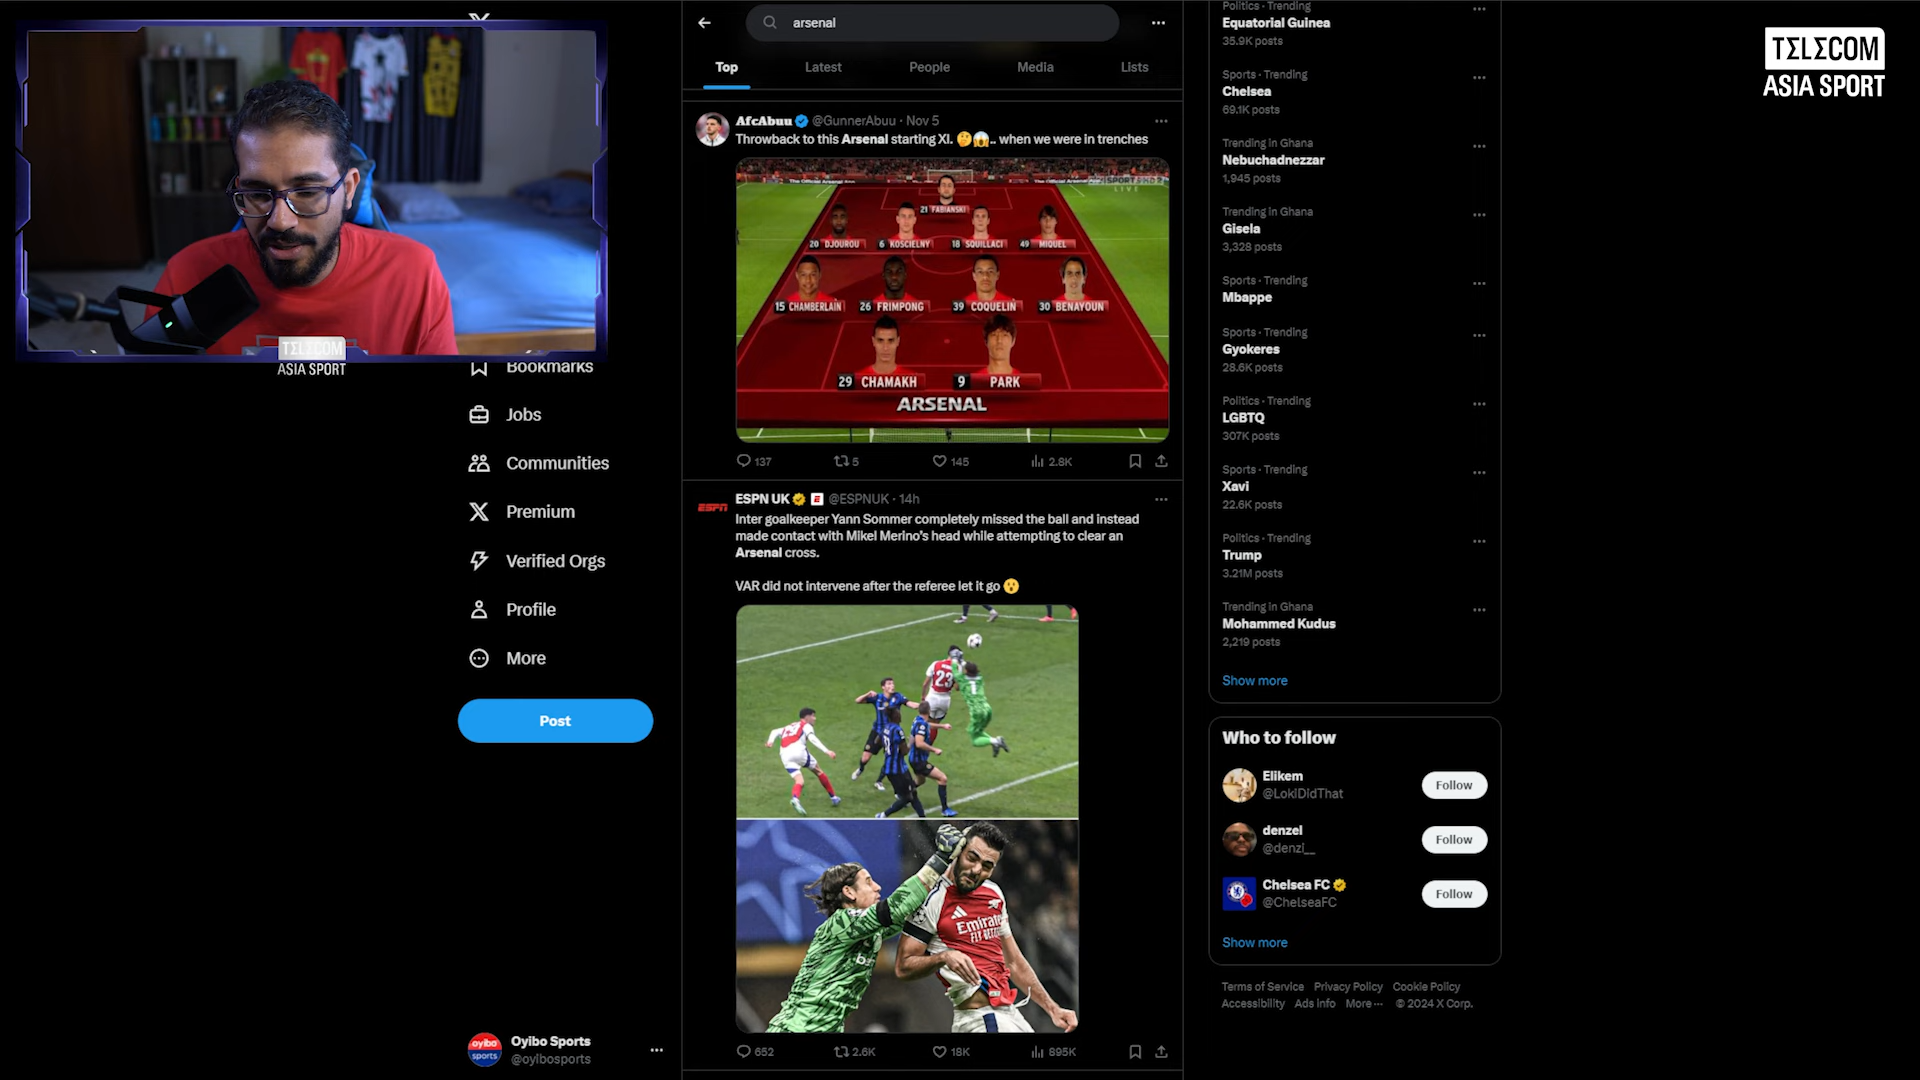 TELECOM
ASIA SPORT
Bookmarks
Jobs
Communities
Premium
Verified Orgs
Profile
More
Post
oyibo
sports
Oyibo Sports
@oyibosports
arsenal
Top
Latest
People
Media
Lists
AfcAbuu @GunnerAbuu · Nov 5
Throwback to this Arsenal starting XI. 🤔😱.. when we were in trenches
21 FABIANSKI
20 DJOUROU
6 KOSCIELNY
18 SQUILLACI
49 MIQUEL
15 CHAMBERLAIN
26 FRIMPONG
39 COQUELIN
30 BENAYOUN
29 CHAMAKH
9 PARK
ARSENAL
137
5
145
2.8K
ESPN
ESPN UK @ESPNUK · 14h
Inter goalkeeper Yann Sommer completely missed the ball and instead
made contact with Mikel Merino's head while attempting to clear an
Arsenal cross.
VAR did not intervene after the referee let it go 😮
23
1
Emirates
652
2.6K
18K
895K
Politics · Trending
Equatorial Guinea
35.9K posts
Sports · Trending
Chelsea
69.1K posts
Trending in Ghana
Nebuchadnezzar
1,945 posts
Trending in Ghana
Gisela
3,328 posts
Sports · Trending
Mbappe
Sports · Trending
Gyokeres
28.6K posts
Politics · Trending
LGBTQ
307K posts
Sports · Trending
Xavi
22.6K posts
Politics · Trending
Trump
3.21M posts
Trending in Ghana
Mohammed Kudus
2,219 posts
Show more
Who to follow
Elikem
@LokiDidThat
Follow
denzel
@denzi__
Follow
Chelsea FC
@ChelseaFC
Follow
Show more
Terms of Service Privacy Policy Cookie Policy
Accessibility Ads info More ··· © 2024 X Corp.
TELECOM
ASIA SPORT